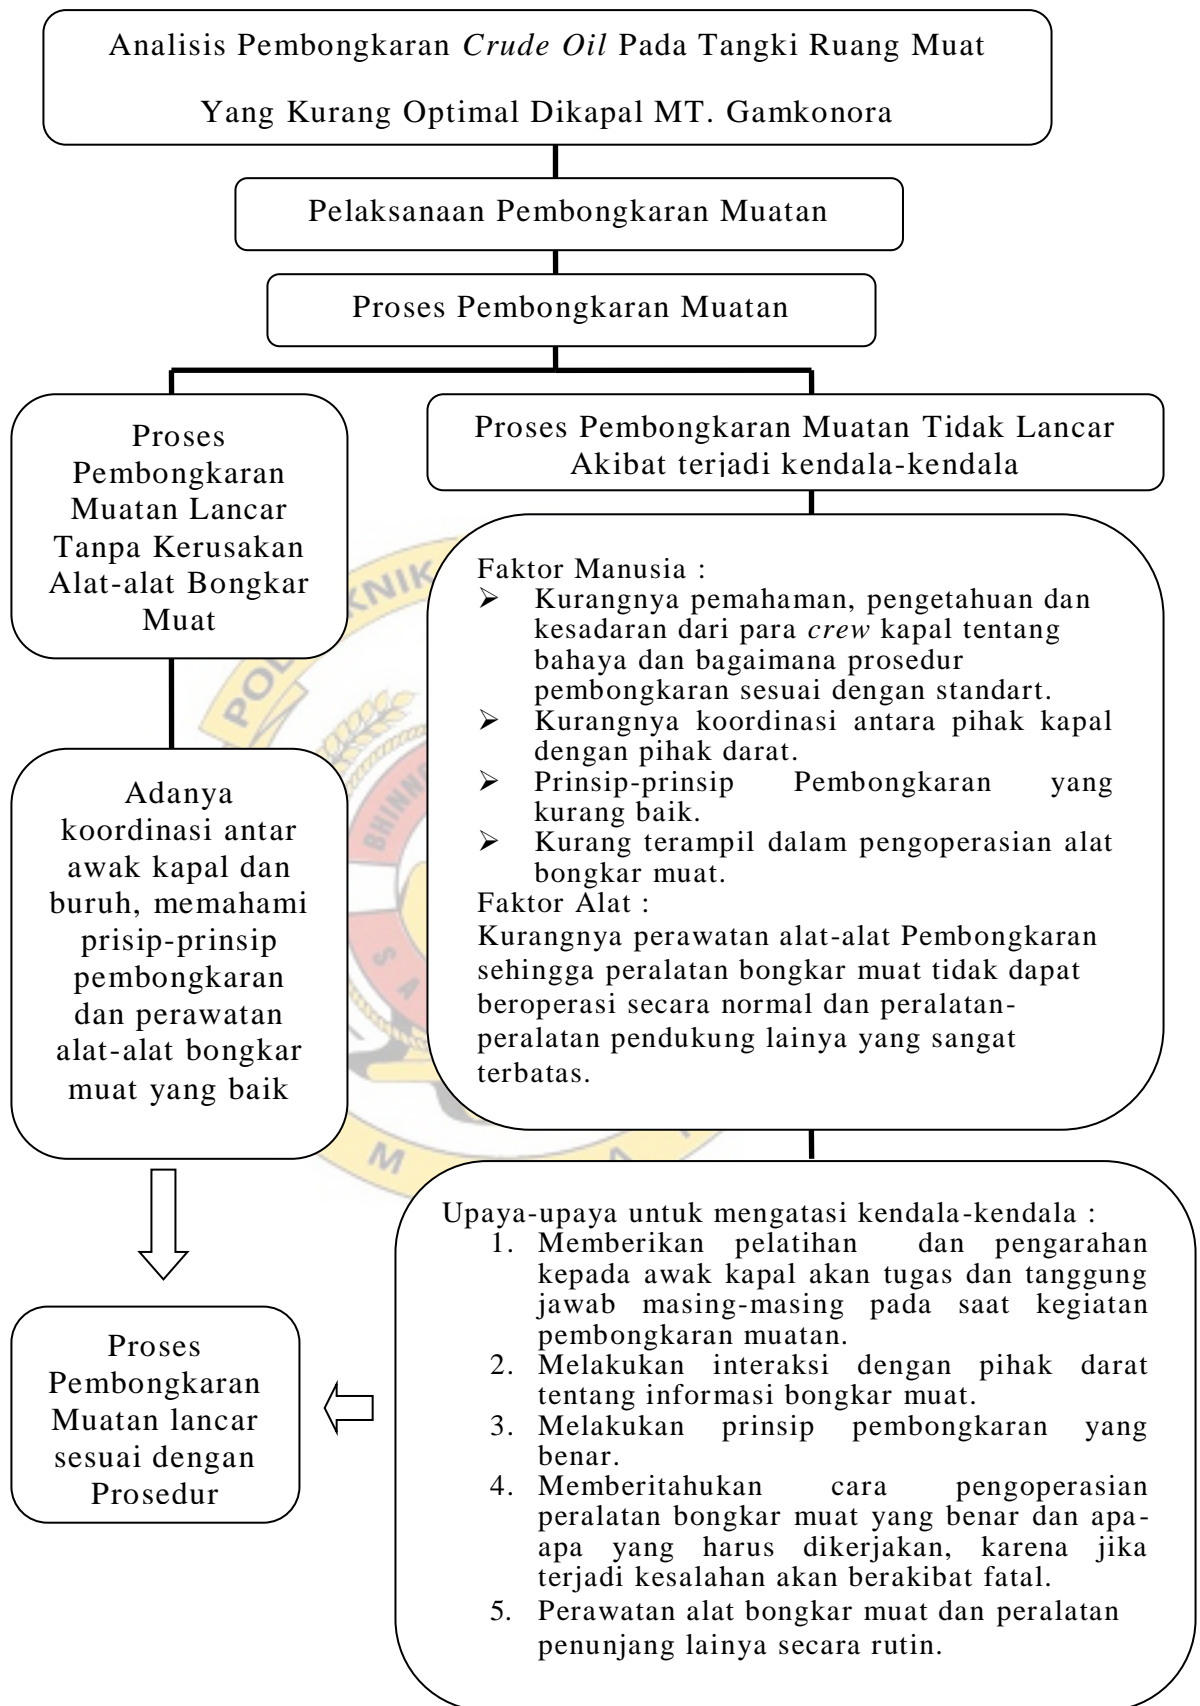 Analisis Pembongkaran Crude Oil Pada Tangki Ruang Muat
Yang Kurang Optimal Dikapal MT. Gamkonora
Pelaksanaan Pembongkaran Muatan
Proses Pembongkaran Muatan
Proses
Pembongkaran
Muatan Lancar
Tanpa Kerusakan
Alat-alat Bongkar
Muat
Proses Pembongkaran Muatan Tidak Lancar
Akibat terjadi kendala-kendala
Adanya
koordinasi antar
awak kapal dan
buruh, memahami
prisip-prinsip
pembongkaran
dan perawatan
alat-alat bongkar
muat yang baik
Faktor Manusia :
➢ Kurangnya pemahaman, pengetahuan dan
kesadaran dari para crew kapal tentang
bahaya dan bagaimana prosedur
pembongkaran sesuai dengan standart.
➢ Kurangnya koordinasi antara pihak kapal
dengan pihak darat.
➢ Prinsip-prinsip Pembongkaran yang
kurang baik.
➢ Kurang terampil dalam pengoperasian alat
bongkar muat.
Faktor Alat :
Kurangnya perawatan alat-alat Pembongkaran
sehingga peralatan bongkar muat tidak dapat
beroperasi secara normal dan peralatan-
peralatan pendukung lainya yang sangat
terbatas.
Proses
Pembongkaran
Muatan lancar
sesuai dengan
Prosedur
Upaya-upaya untuk mengatasi kendala-kendala :
1. Memberikan pelatihan dan pengarahan
kepada awak kapal akan tugas dan tanggung
jawab masing-masing pada saat kegiatan
pembongkaran muatan.
2. Melakukan interaksi dengan pihak darat
tentang informasi bongkar muat.
3. Melakukan prinsip pembongkaran yang
benar.
4. Memberitahukan cara pengoperasian
peralatan bongkar muat yang benar dan apa-
apa yang harus dikerjakan, karena jika
terjadi kesalahan akan berakibat fatal.
5. Perawatan alat bongkar muat dan peralatan
penunjang lainya secara rutin.